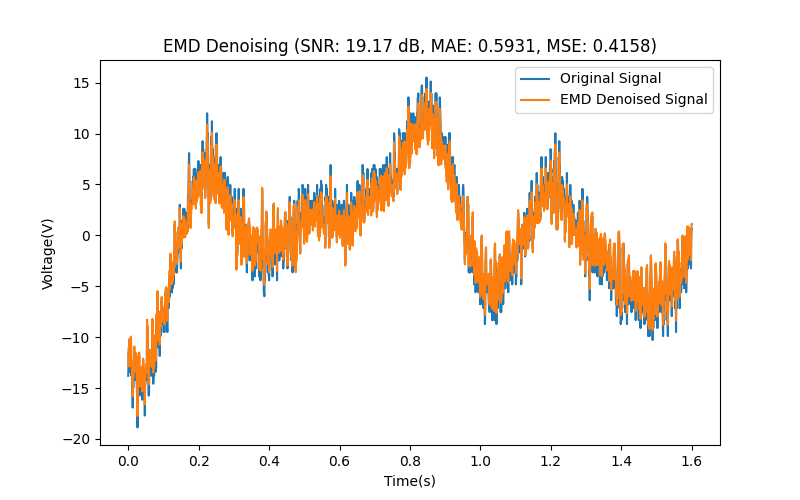 EMD Denoising (SNR: 19.17 dB, MAE: 0.5931, MSE: 0.4158)
Original Signal
EMD Denoised Signal
15
10
5
0
−5
−10
−15
−20
Voltage(V)
0.0 0.2 0.4 0.6 0.8 1.0 1.2 1.4 1.6
Time(s)